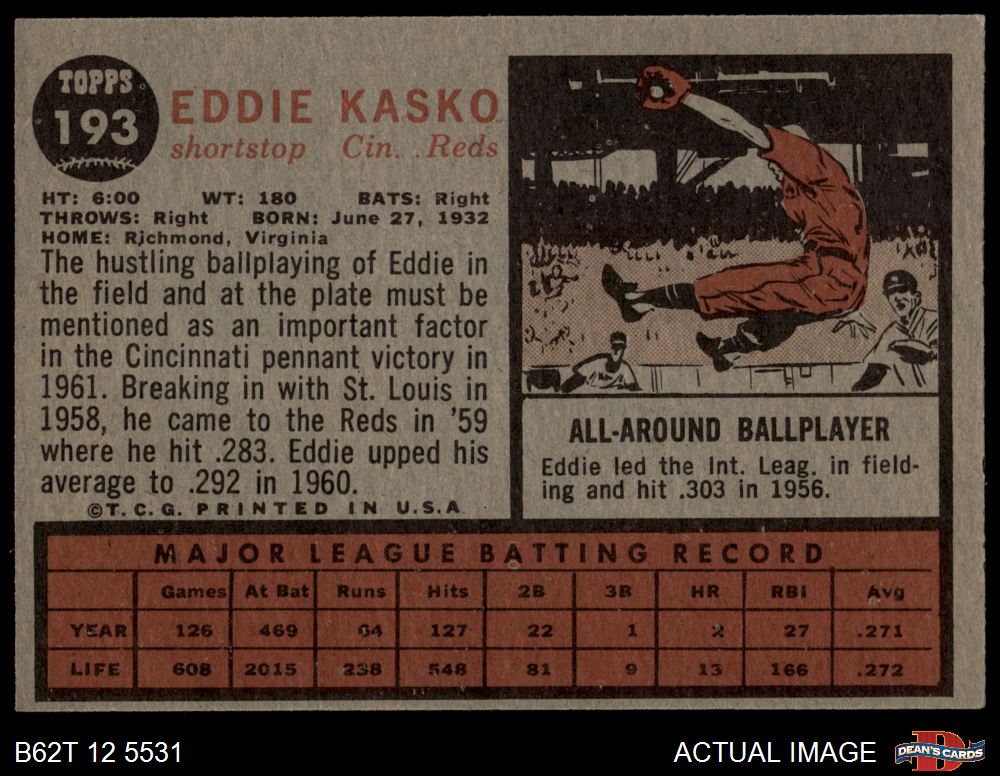 TOPPS
193
EDDIE KASKO
shortstop Cin. Reds
HT: 6:00 WT: 180 BATS: Right
THROWS: Right BORN: June 27, 1932
HOME: Richmond, Virginia
The hustling ballplaying of Eddie in
the field and at the plate must be
mentioned as an important factor
in the Cincinnati pennant victory in
1961. Breaking in with St. Louis in
1958, he came to the Reds in '59
where he hit .283. Eddie upped his
average to .292 in 1960.
©T.C.G. PRINTED IN U.S.A.
ALL-AROUND BALLPLAYER
Eddie led the Int. Leag. in field-
ing and hit .303 in 1956.
MAJOR LEAGUE BATTING RECORD
Games At Bat Runs Hits 2B 3B HR RBI Avg
YEAR 126 469 64 127 22 1 2 27 .271
LIFE 608 2015 238 548 81 9 13 166 .272
B62T 12 5531
ACTUAL IMAGE
D
DEAN'S CARDS